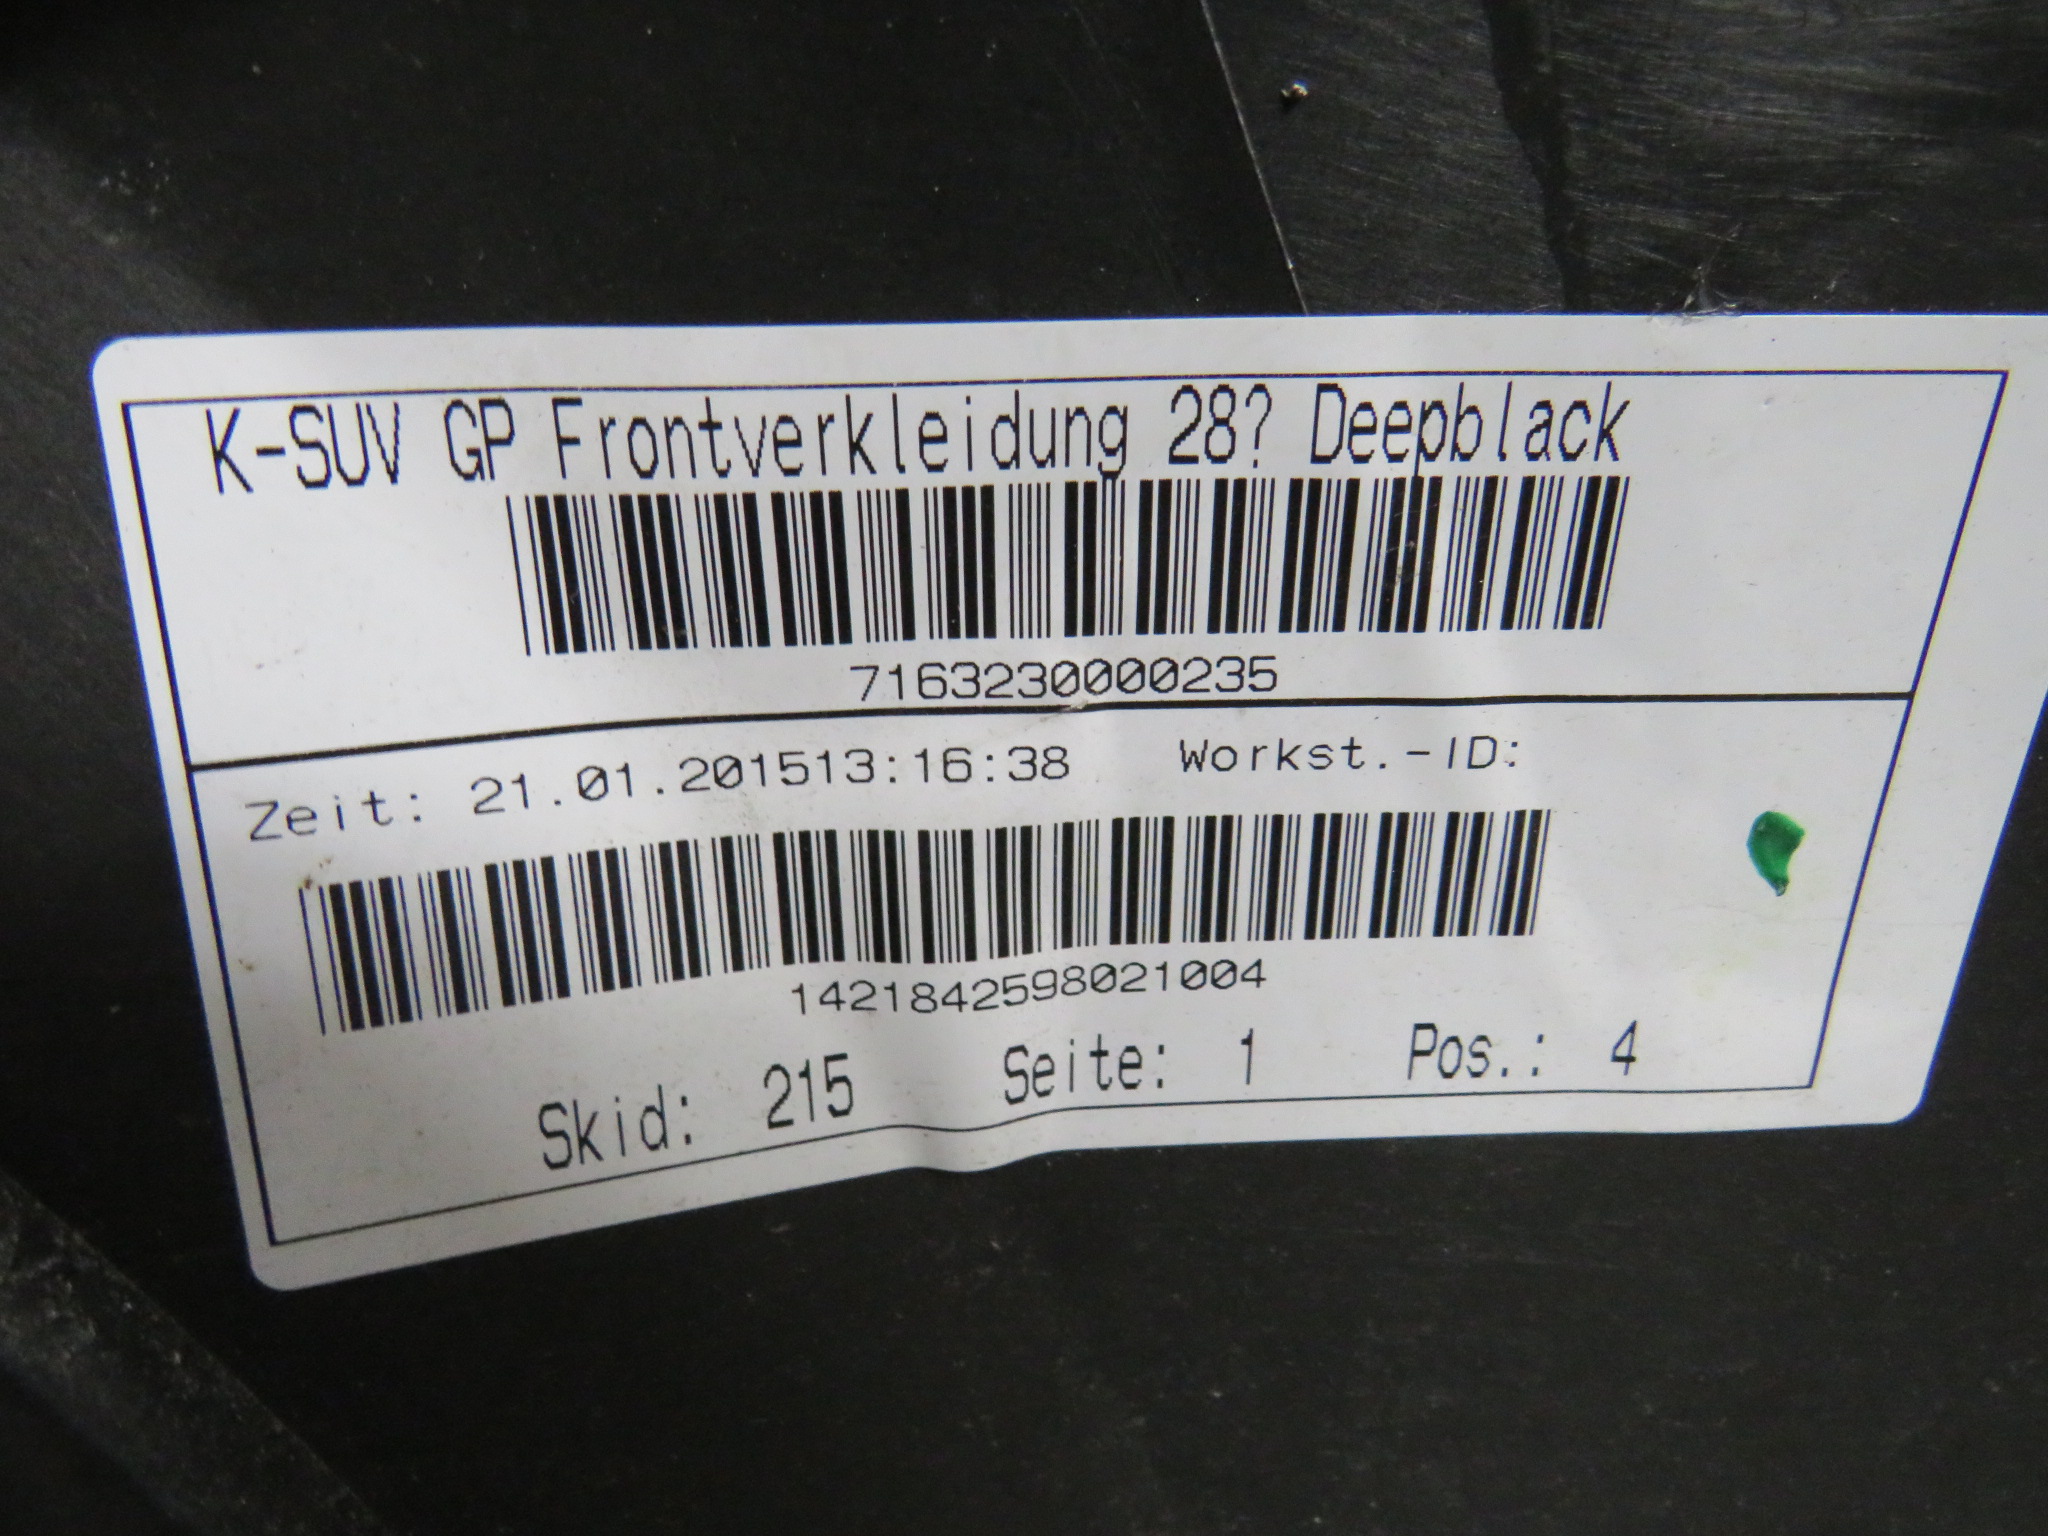 K-SUV GP Frontverkleidung 28? Deepblack
7163230000235
Zeit: 21.01.201513:16:38 Workst.-ID:
1421842598021004
Skid: 215 Seite: 1 Pos.: 4